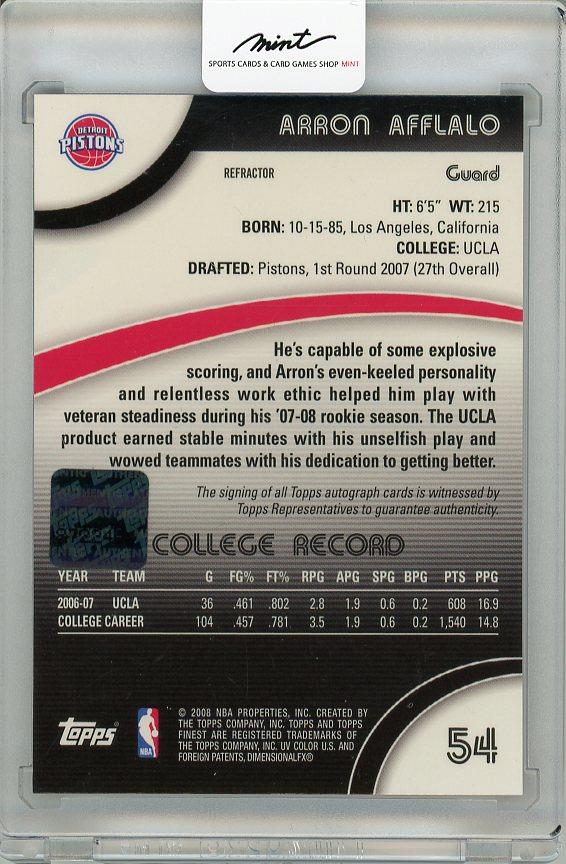 mint
SPORTS CARDS & CARD GAMES SHOP MINT
DETROIT
PISTONS
ARRON AFFLALO
REFRACTOR
Guard
HT: 6'5" WT: 215
BORN: 10-15-85, Los Angeles, California
COLLEGE: UCLA
DRAFTED: Pistons, 1st Round 2007 (27th Overall)
He's capable of some explosive
scoring, and Arron's even-keeled personality
and relentless work ethic helped him play with
veteran steadiness during his '07-08 rookie season. The UCLA
product earned stable minutes with his unselfish play and
wowed teammates with his dedication to getting better.
The signing of all Topps autograph cards is witnessed by
Topps Representatives to guarantee authenticity.
COLLEGE RECORD
YEAR TEAM G FG% FT% RPG APG SPG BPG PTS PPG
2006-07 UCLA 36 .461 .802 2.8 1.9 0.6 0.2 608 16.9
COLLEGE CAREER 104 .457 .781 3.5 1.9 0.6 0.2 1,540 14.8
Topps®
NBA
© 2008 NBA PROPERTIES, INC. CREATED BY
THE TOPPS COMPANY, INC. TOPPS AND TOPPS
FINEST ARE REGISTERED TRADEMARKS OF
THE TOPPS COMPANY, INC. UV COLOR U.S. AND
FOREIGN PATENTS, DIMENSIONALFX®
54